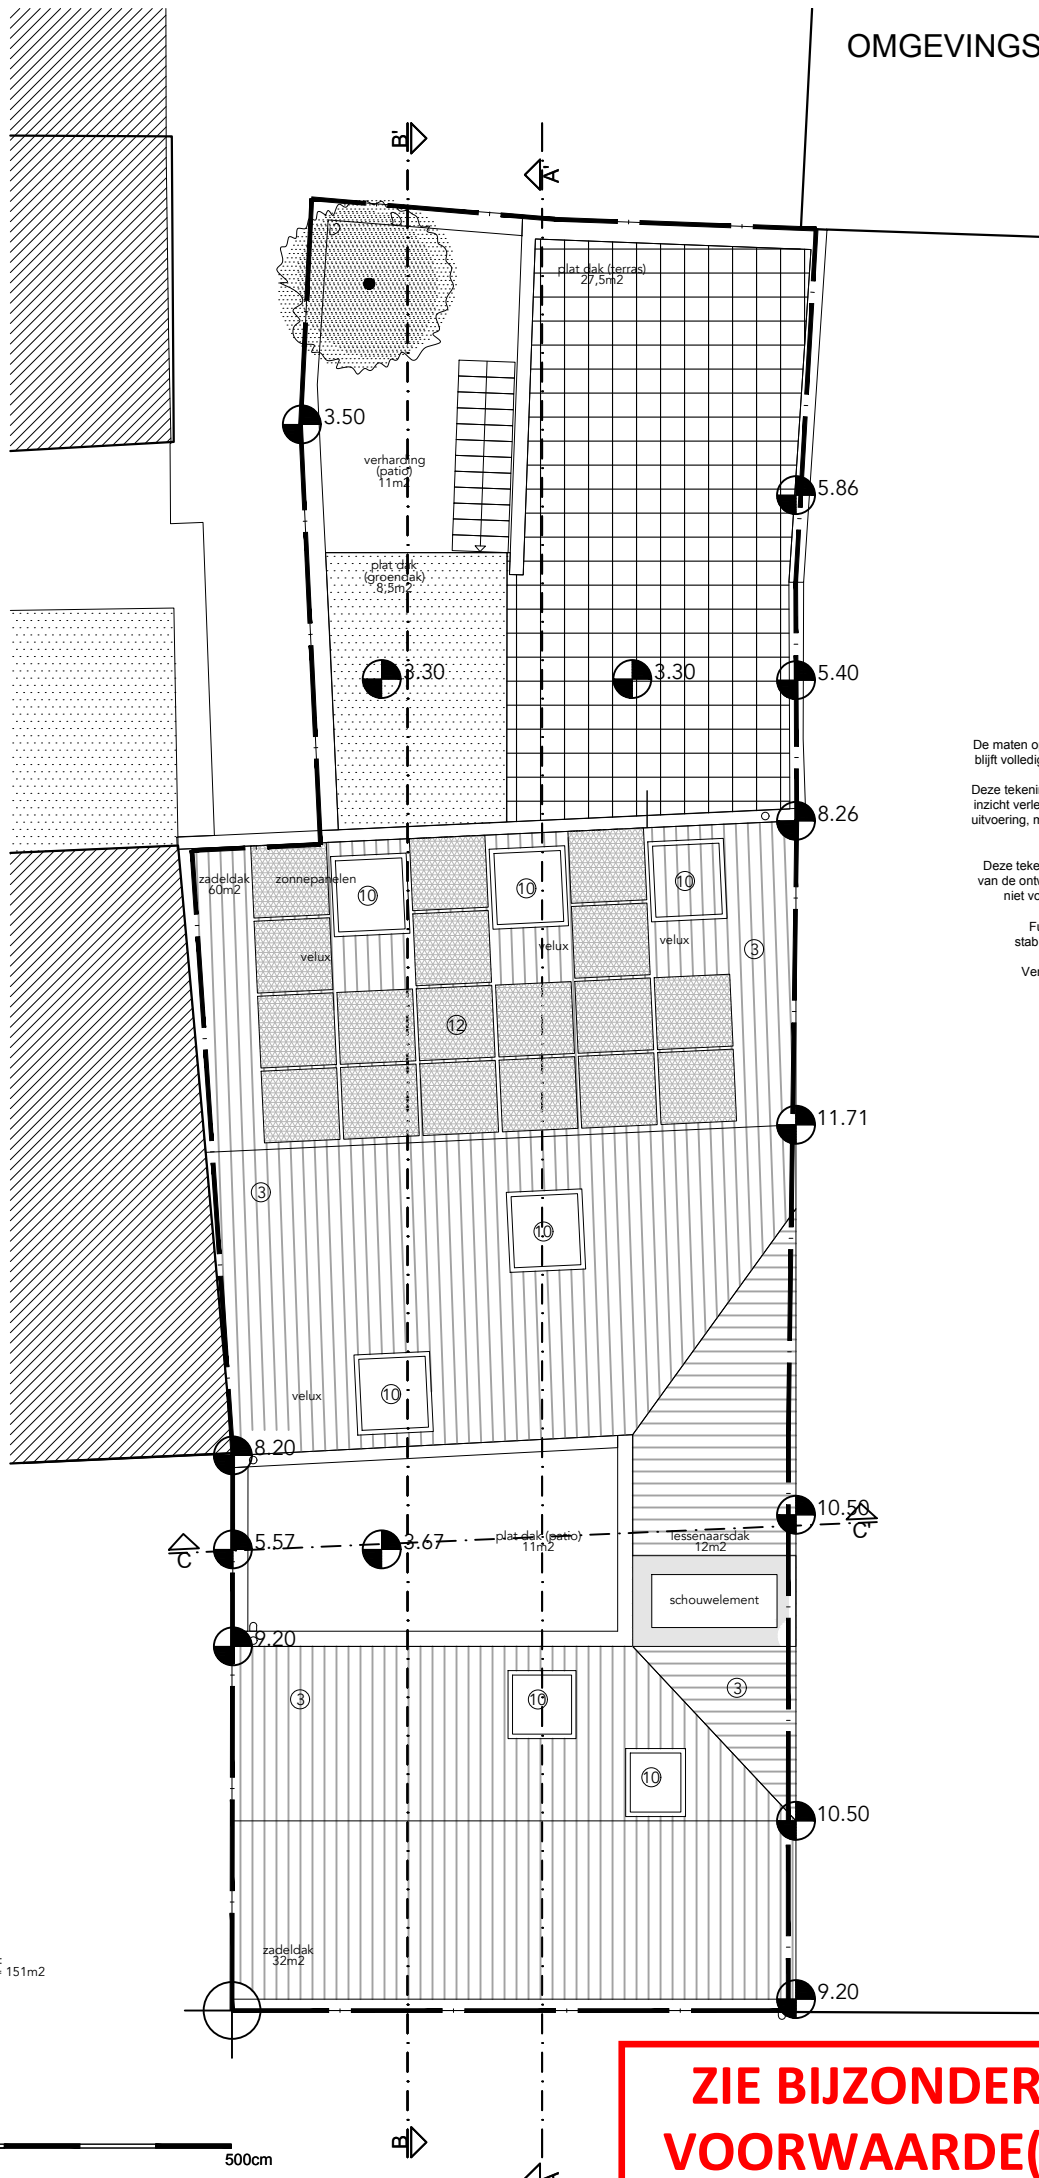 OMGEVINGS
B'
A'
plat dak (terras)
27,5m2
3.50
verharding
(patio)
11m2
5.86
plat dak
(groendak)
8,5m2
3.30
3.30
5.40
De maten o
blijft volledig
Deze tekeni
inzicht verle
uitvoering, m
8.26
Deze teke
van de ontw
niet vo
zadeldak
60m2
zonnepanelen
10
10
10
velux
velux
velux
3
Fu
stab
Ver
12
11.71
3
10
velux
10
8.20
10.50
C'
5.57
C
3.67
plat dak (patio)
11m2
lessenaarsdak
12m2
schouwelement
9.20
3
10
3
10
10.50
zadeldak
32m2
151m2
9.20
ZIE BIJZONDER
VOORWAARDE(
B
A
500cm